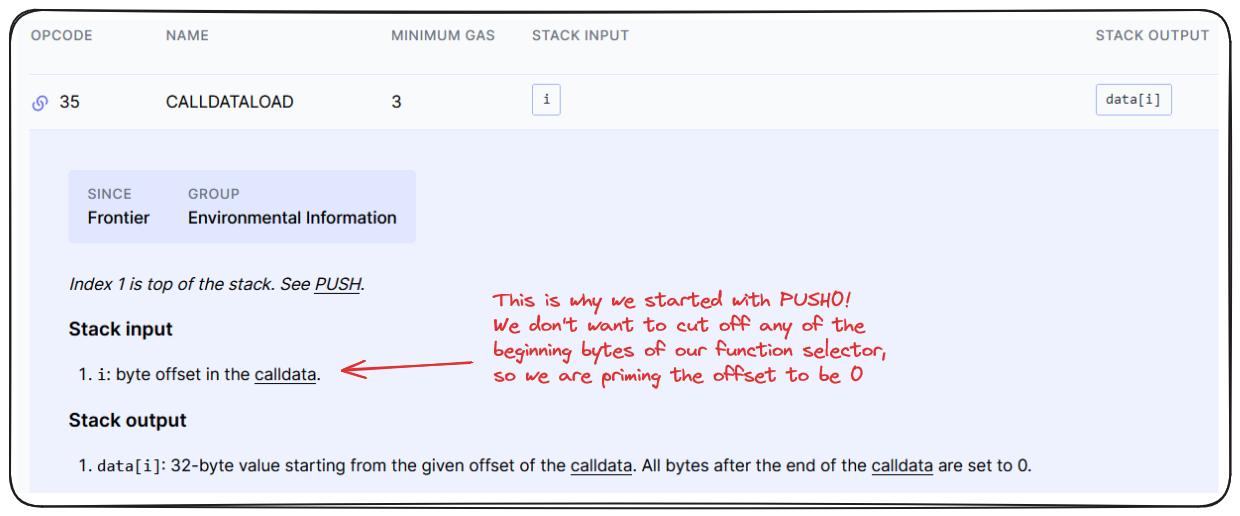 OPCODE NAME MINIMUM GAS STACK INPUT STACK OUTPUT
35 CALLDATALOAD 3 i data[i]
SINCE GROUP
Frontier Environmental Information
Index 1 is top of the stack. See PUSH.
This is why we started with PUSH0!
We don't want to cut off any of the
Stack input
beginning bytes of our function selector,
1. i: byte offset in the calldata.
so we are priming the offset to be 0
Stack output
1. data[i]: 32-byte value starting from the given offset of the calldata. All bytes after the end of the calldata are set to 0.